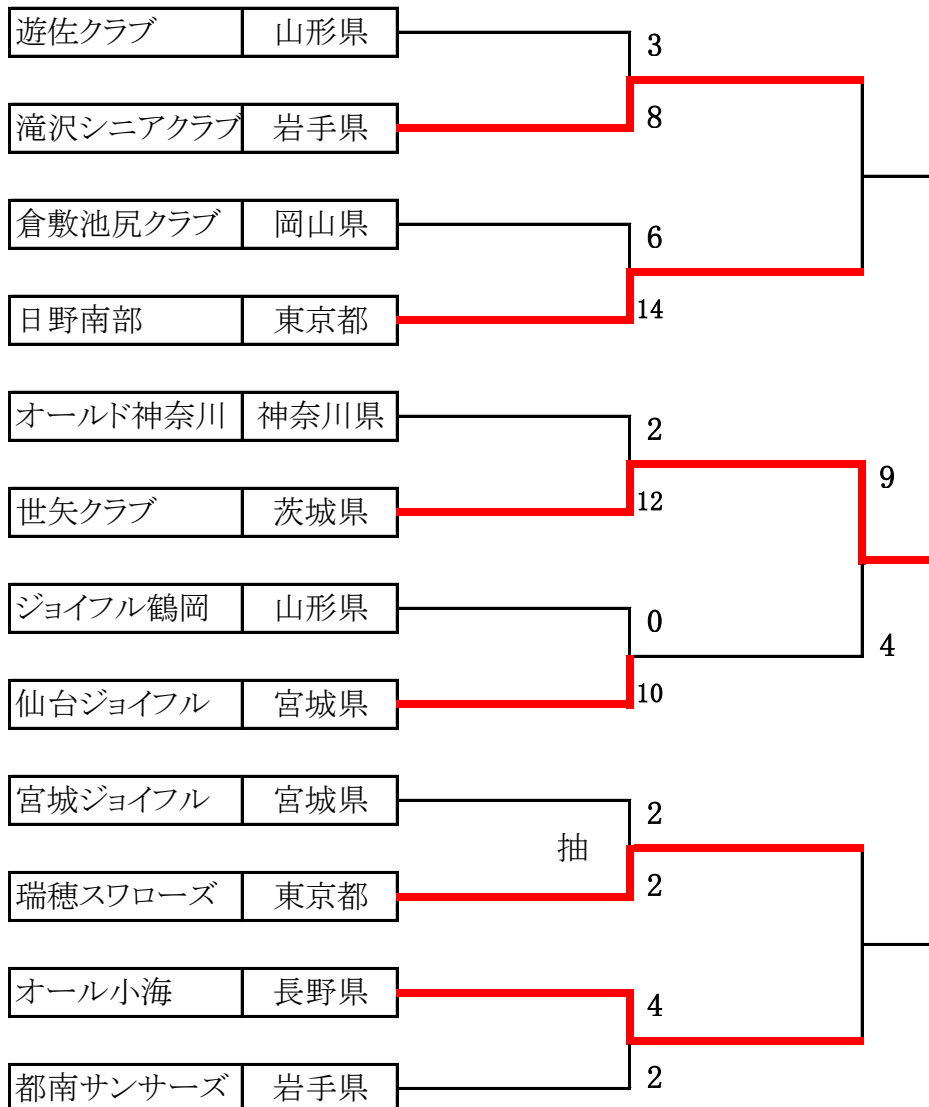 遊佐クラブ 山形県
3
滝沢シニアクラブ 岩手県
8
倉敷池尻クラブ 岡山県
6
日野南部 東京都
14
オールド神奈川 神奈川県
2
9
世矢クラブ 茨城県
12
ジョイフル鶴岡 山形県
0
4
仙台ジョイフル 宮城県
10
宮城ジョイフル 宮城県
2
抽
瑞穂スワローズ 東京都
2
オール小海 長野県
4
都南サンサーズ 岩手県
2